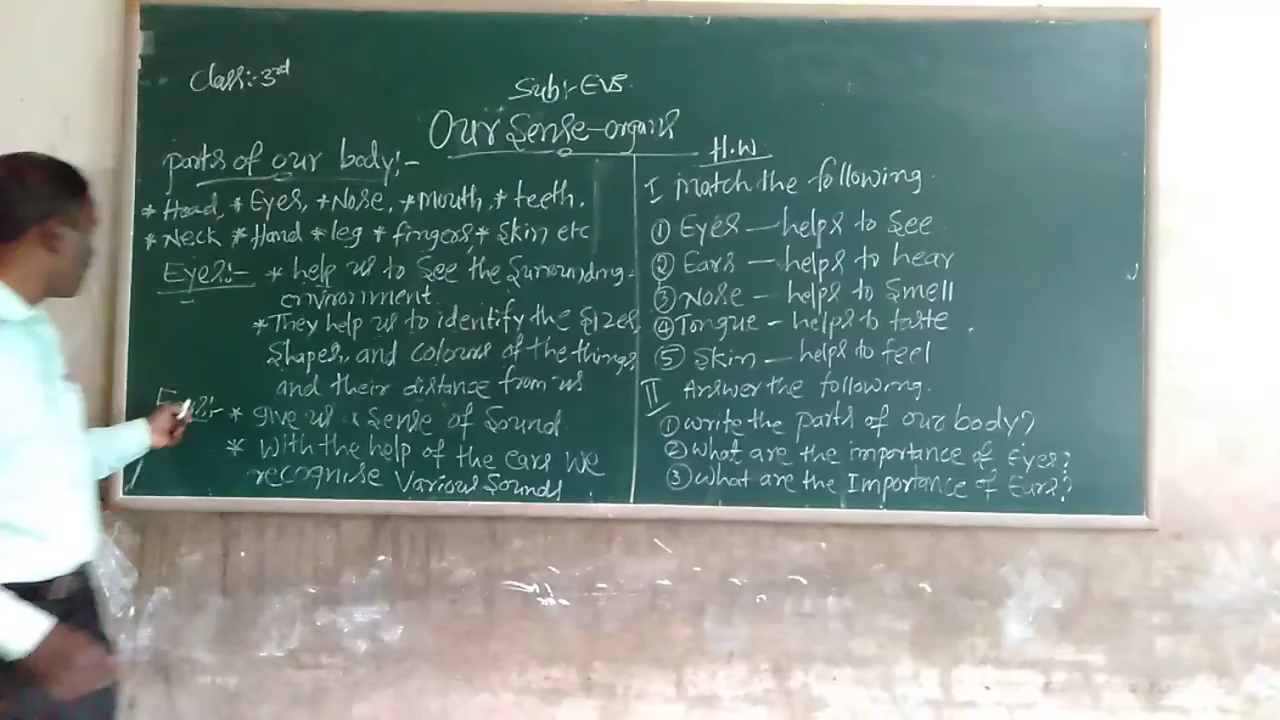 Class:- 3rd
Sub:- EVS.
Our Sense-organs
parts of our body:-
* Head, * Eyes, * Nose, * Mouth, * teeth.
* Neck * Hand * leg * fingers * Skin etc
Eyes:- * help us to See the Surrounding-
environment.
* They help us to identify the Sizes,
Shapes, and colours of the things,
and their distance from us
* give us a Sense of Sound
* With the help of the ears we
recognise Various Sounds
H.W
I Match the following.
① Eyes — helps to See
② Ears — helps to hear
③ Nose — helps to Smell
④ Tongue - helps to taste.
⑤ Skin — helps to feel
II Answer the following.
① write the parts of our body?
② What are the importance of Eyes?
③ What are the Importance of Ears?